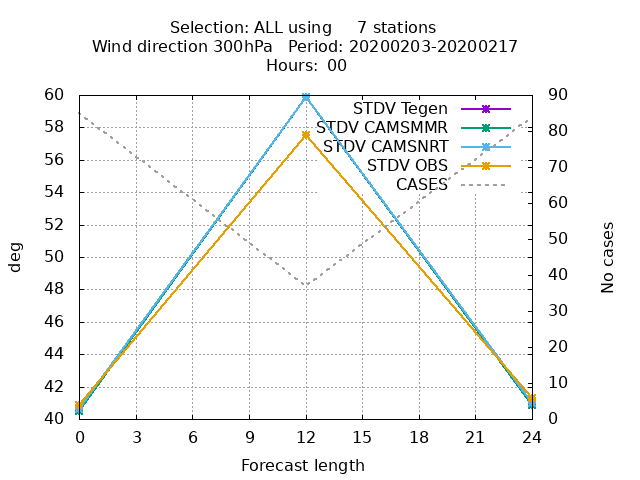 Selection: ALL using     7 stations
Wind direction 300hPa   Period: 20200203-20200217
Hours:  00
STDV Tegen
STDV CAMSMMR
STDV CAMSNRT
STDV OBS
CASES
60
58
56
54
52
50
48
46
44
42
40
deg
90
80
70
60
50
40
30
20
10
0
No cases
0 3 6 9 12 15 18 21 24
Forecast length